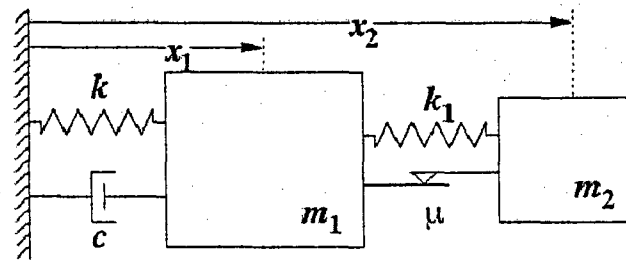 x₂
x₁
k
k₁
m₁
m₂
c
μ